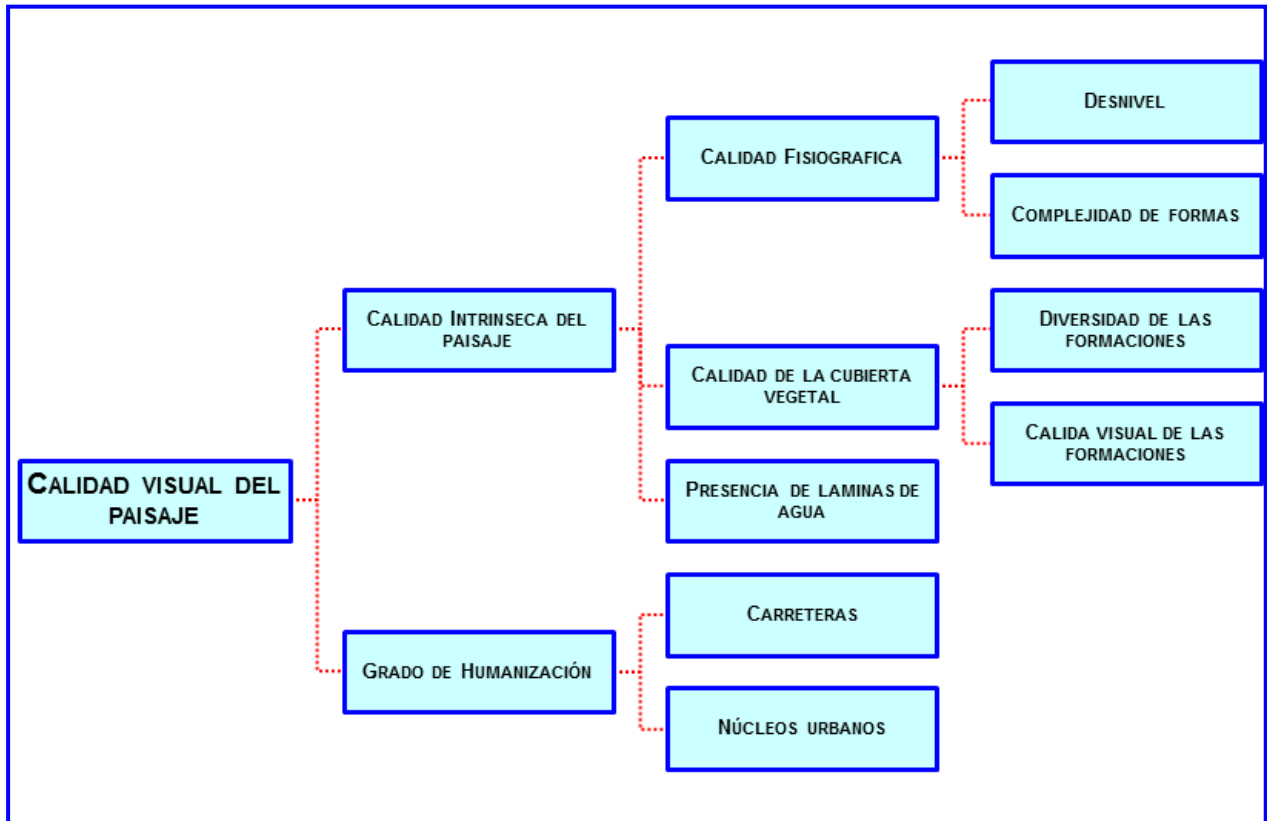 DESNIVEL
CALIDAD FISIOGRAFICA
COMPLEJIDAD DE FORMAS
CALIDAD INTRINSECA DEL
PAISAJE
DIVERSIDAD DE LAS
FORMACIONES
CALIDAD DE LA CUBIERTA
VEGETAL
CALIDA VISUAL DE LAS
FORMACIONES
CALIDAD VISUAL DEL
PAISAJE
PRESENCIA DE LAMINAS DE
AGUA
CARRETERAS
GRADO DE HUMANIZACIÓN
NÚCLEOS URBANOS